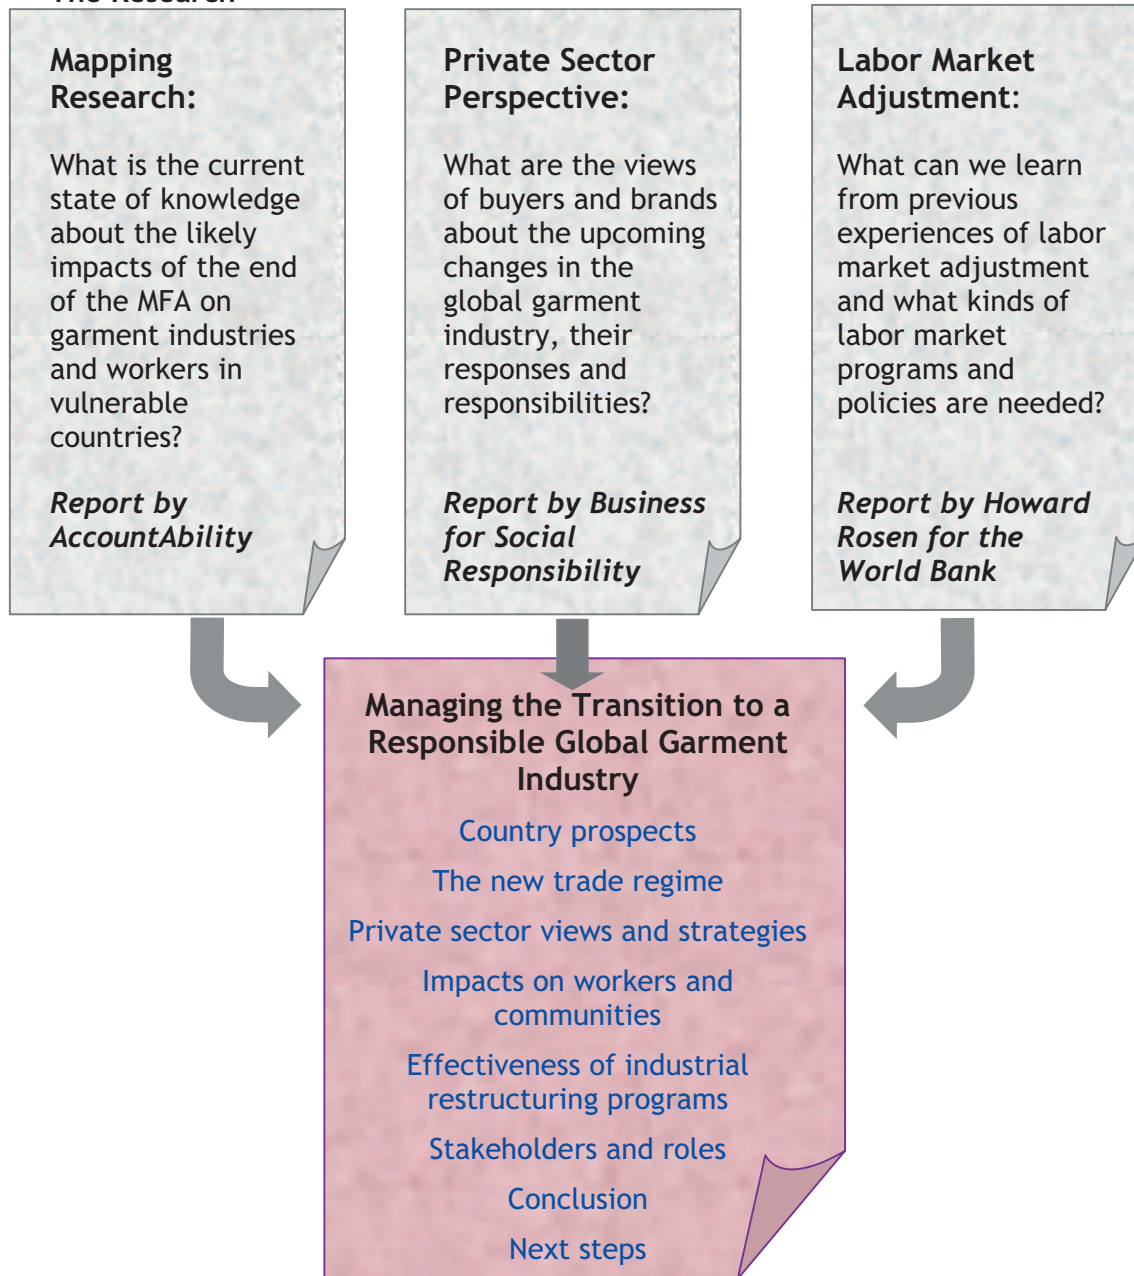 The Research
Mapping
Research:
What is the current
state of knowledge
about the likely
impacts of the end
of the MFA on
garment industries
and workers in
vulnerable
countries?
Report by
AccountAbility
Private Sector
Perspective:
What are the views
of buyers and brands
about the upcoming
changes in the
global garment
industry, their
responses and
responsibilities?
Report by Business
for Social
Responsibility
Labor Market
Adjustment:
What can we learn
from previous
experiences of labor
market adjustment
and what kinds of
labor market
programs and
policies are needed?
Report by Howard
Rosen for the
World Bank
Managing the Transition to a
Responsible Global Garment
Industry
Country prospects
The new trade regime
Private sector views and strategies
Impacts on workers and
communities
Effectiveness of industrial
restructuring programs
Stakeholders and roles
Conclusion
Next steps